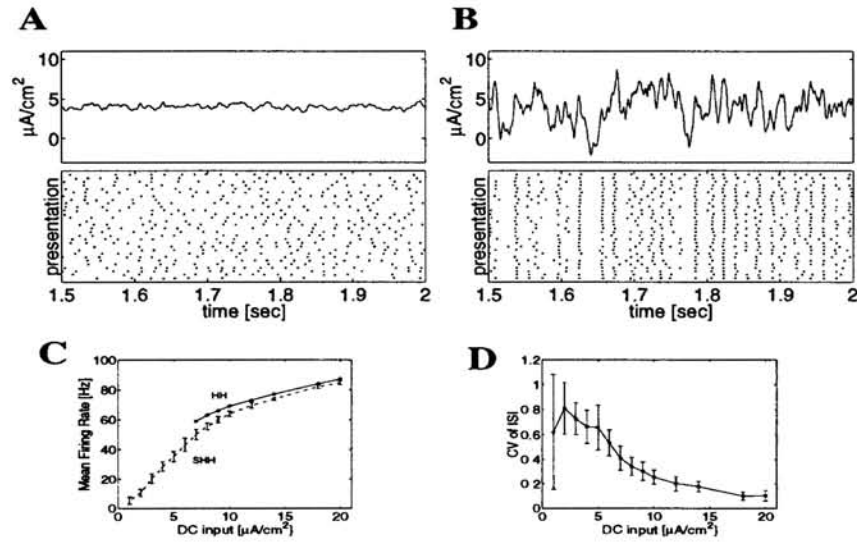 A
B
10
5
0
μA/cm²
presentation
1.5 1.6 1.7 1.8 1.9 2
time [sec]
10
5
0
μA/cm²
presentation
1.5 1.6 1.7 1.8 1.9 2
time [sec]
C
100
80
60
40
20
0
Mean Firing Rate [Hz]
HH
SHH
0 5 10 15 20
DC input [μA/cm²]
D
1.2
1
0.8
0.6
0.4
0.2
0
CV of ISI
0 5 10 15 20
DC input [μA/cm²]